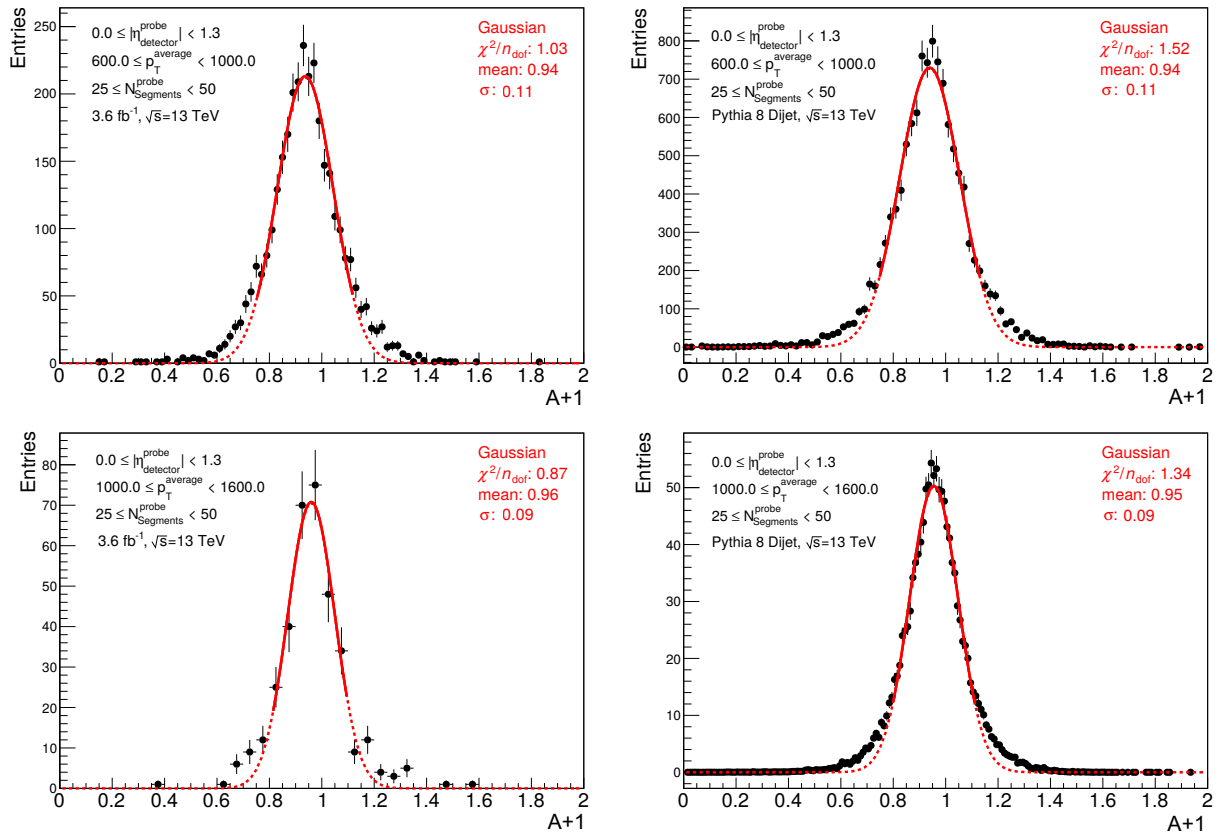 Entries
250
200
150
100
50
0
0 0.2 0.4 0.6 0.8 1 1.2 1.4 1.6 1.8 2
A+1
0.0 ≤ |η^probe_detector| < 1.3
600.0 ≤ p_T^average < 1000.0
25 ≤ N^probe_Segments < 50
3.6 fb⁻¹, √s=13 TeV
Gaussian
χ²/n_dof: 1.03
mean: 0.94
σ: 0.11
Entries
800
700
600
500
400
300
200
100
0
0 0.2 0.4 0.6 0.8 1 1.2 1.4 1.6 1.8 2
A+1
0.0 ≤ |η^probe_detector| < 1.3
600.0 ≤ p_T^average < 1000.0
25 ≤ N^probe_Segments < 50
Pythia 8 Dijet, √s=13 TeV
Gaussian
χ²/n_dof: 1.52
mean: 0.94
σ: 0.11
Entries
80
70
60
50
40
30
20
10
0
0 0.2 0.4 0.6 0.8 1 1.2 1.4 1.6 1.8 2
A+1
0.0 ≤ |η^probe_detector| < 1.3
1000.0 ≤ p_T^average < 1600.0
25 ≤ N^probe_Segments < 50
3.6 fb⁻¹, √s=13 TeV
Gaussian
χ²/n_dof: 0.87
mean: 0.96
σ: 0.09
Entries
50
40
30
20
10
0
0 0.2 0.4 0.6 0.8 1 1.2 1.4 1.6 1.8 2
A+1
0.0 ≤ |η^probe_detector| < 1.3
1000.0 ≤ p_T^average < 1600.0
25 ≤ N^probe_Segments < 50
Pythia 8 Dijet, √s=13 TeV
Gaussian
χ²/n_dof: 1.34
mean: 0.95
σ: 0.09